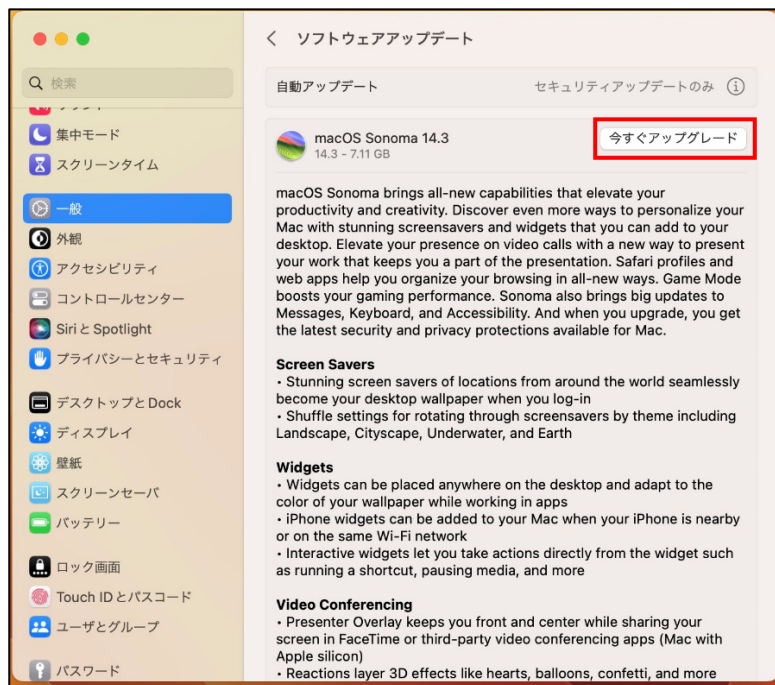 ソフトウェアアップデート
検索
集中モード
スクリーンタイム
一般
外観
アクセシビリティ
コントロールセンター
Siri と Spotlight
プライバシーとセキュリティ
デスクトップと Dock
ディスプレイ
壁紙
スクリーンセーバ
バッテリー
ロック画面
Touch ID とパスコード
ユーザとグループ
パスワード
自動アップデート
セキュリティアップデートのみ
macOS Sonoma 14.3
今すぐアップグレード
14.3 – 7.11 GB
macOS Sonoma brings all-new capabilities that elevate your
productivity and creativity. Discover even more ways to personalize your
Mac with stunning screensavers and widgets that you can add to your
desktop. Elevate your presence on video calls with a new way to present
your work that keeps you a part of the presentation. Safari profiles and
web apps help you organize your browsing in all-new ways. Game Mode
boosts your gaming performance. Sonoma also brings big updates to
Messages, Keyboard, and Accessibility. And when you upgrade, you get
the latest security and privacy protections available for Mac.
Screen Savers
• Stunning screen savers of locations from around the world seamlessly
become your desktop wallpaper when you log-in
• Shuffle settings for rotating through screensavers by theme including
Landscape, Cityscape, Underwater, and Earth
Widgets
• Widgets can be placed anywhere on the desktop and adapt to the
color of your wallpaper while working in apps
• iPhone widgets can be added to your Mac when your iPhone is nearby
or on the same Wi-Fi network
• Interactive widgets let you take actions directly from the widget such
as running a shortcut, pausing media, and more
Video Conferencing
• Presenter Overlay keeps you front and center while sharing your
screen in FaceTime or third-party video conferencing apps (Mac with
Apple silicon)
• Reactions layer 3D effects like hearts, balloons, confetti, and more